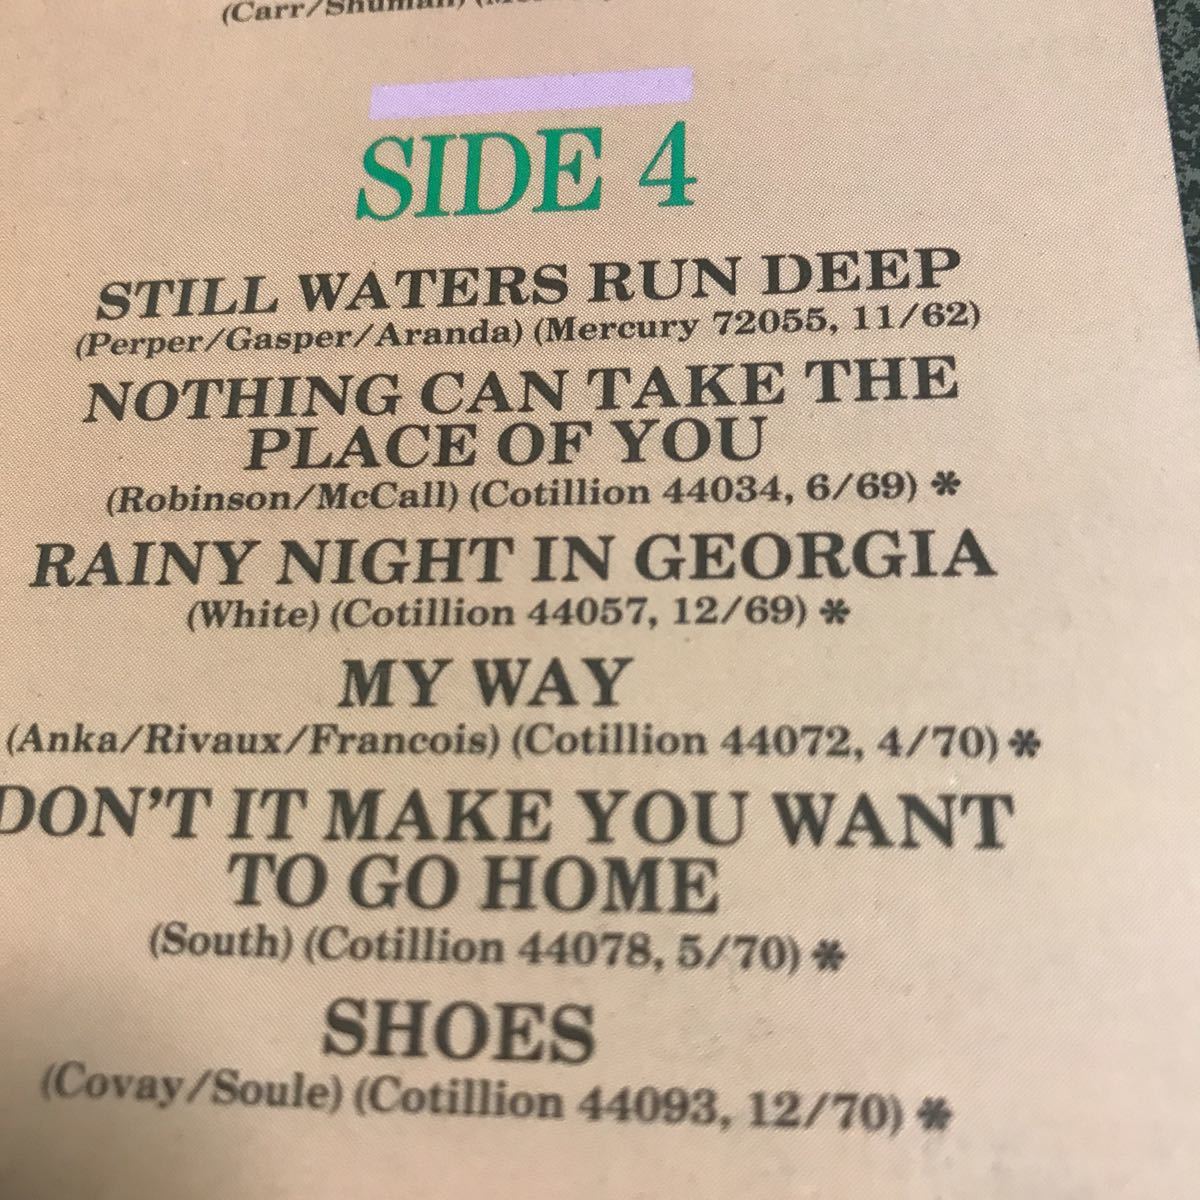 (Carr/Shuman)
SIDE 4
STILL WATERS RUN DEEP
(Perper/Gasper/Aranda) (Mercury 72055, 11/62)
NOTHING CAN TAKE THE
PLACE OF YOU
(Robinson/McCall) (Cotillion 44034, 6/69) *
RAINY NIGHT IN GEORGIA
(White) (Cotillion 44057, 12/69) *
MY WAY
(Anka/Rivaux/Francois) (Cotillion 44072, 4/70) *
DON'T IT MAKE YOU WANT
TO GO HOME
(South) (Cotillion 44078, 5/70) *
SHOES
(Covay/Soule) (Cotillion 44093, 12/70) *